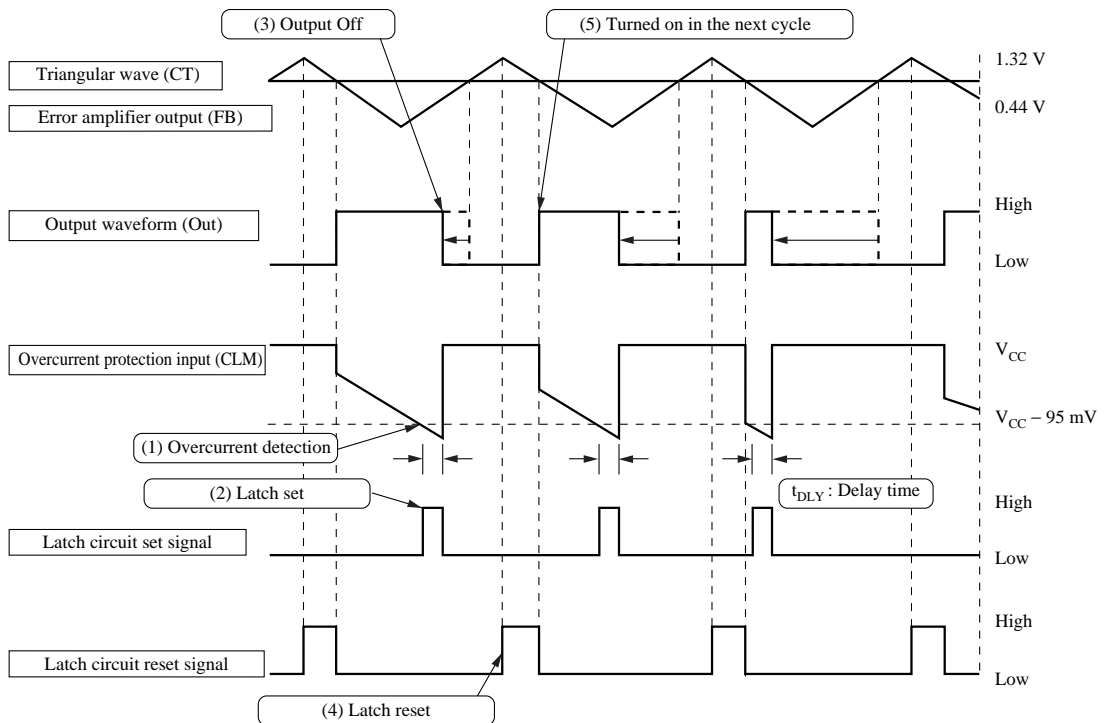 (3) Output Off
(5) Turned on in the next cycle
Triangular wave (CT)
1.32 V
Error amplifier output (FB)
0.44 V
Output waveform (Out)
High
Low
Overcurrent protection input (CLM)
VCC
VCC − 95 mV
(1) Overcurrent detection
(2) Latch set
tDLY : Delay time
High
Latch circuit set signal
Low
High
Latch circuit reset signal
Low
(4) Latch reset